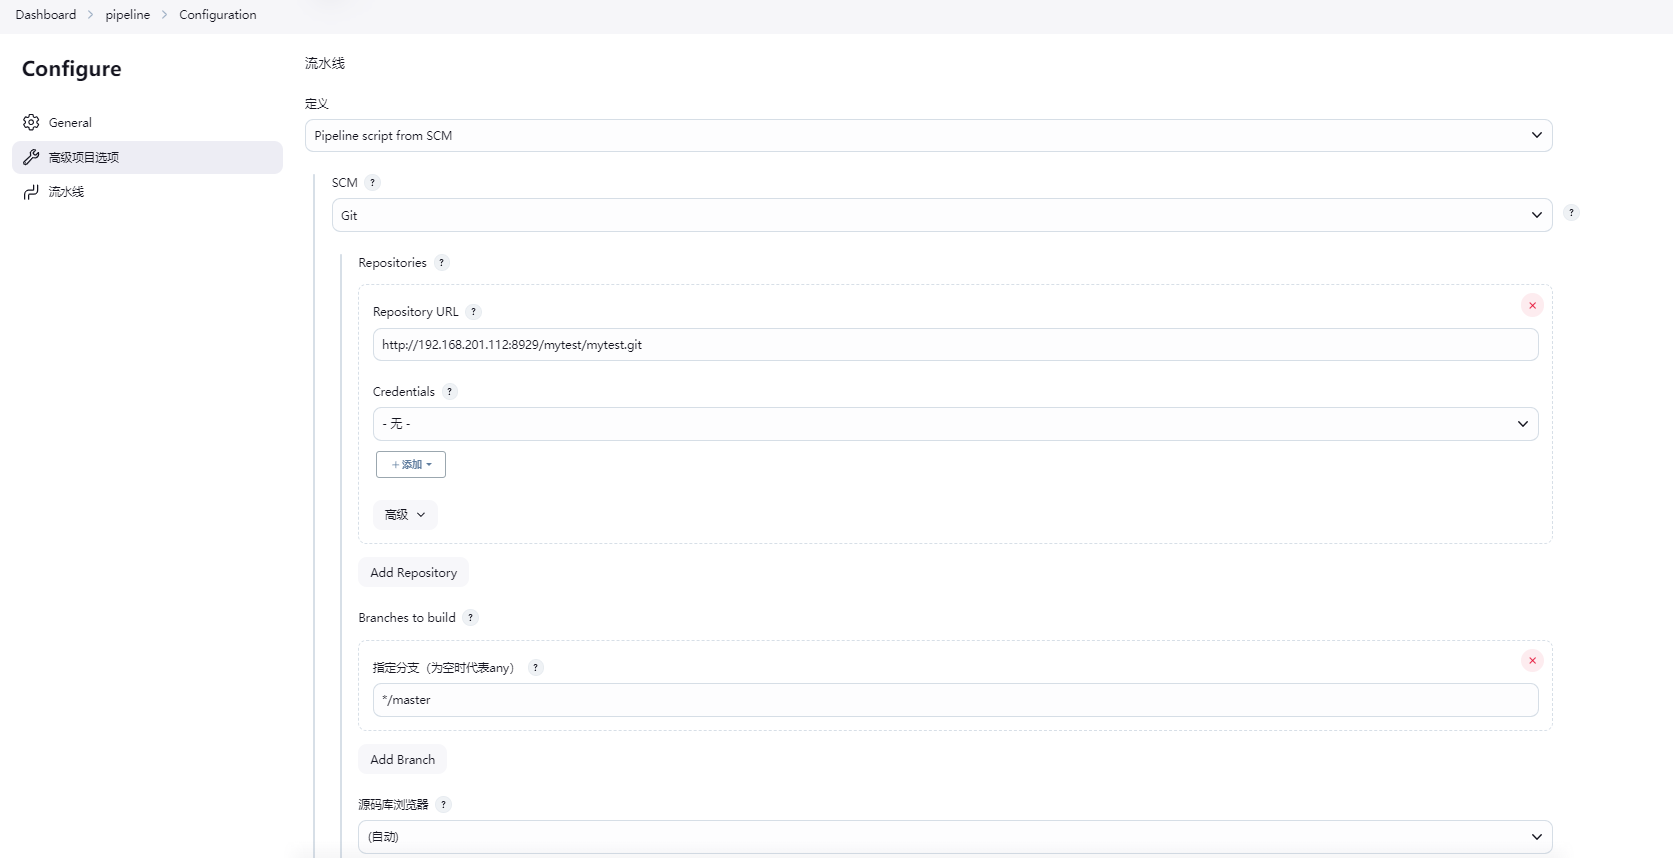 Dashboard > pipeline > Configuration
Configure
General
高级项目选项
流水线
流水线
定义
Pipeline script from SCM
SCM ?
Git
?
Repositories ?
Repository URL ?
http://192.168.201.112:8929/mytest/mytest.git
Credentials ?
- 无 -
+ 添加
高级
Add Repository
Branches to build ?
指定分支（为空时代表any） ?
*/master
Add Branch
源码库浏览器 ?
(自动)